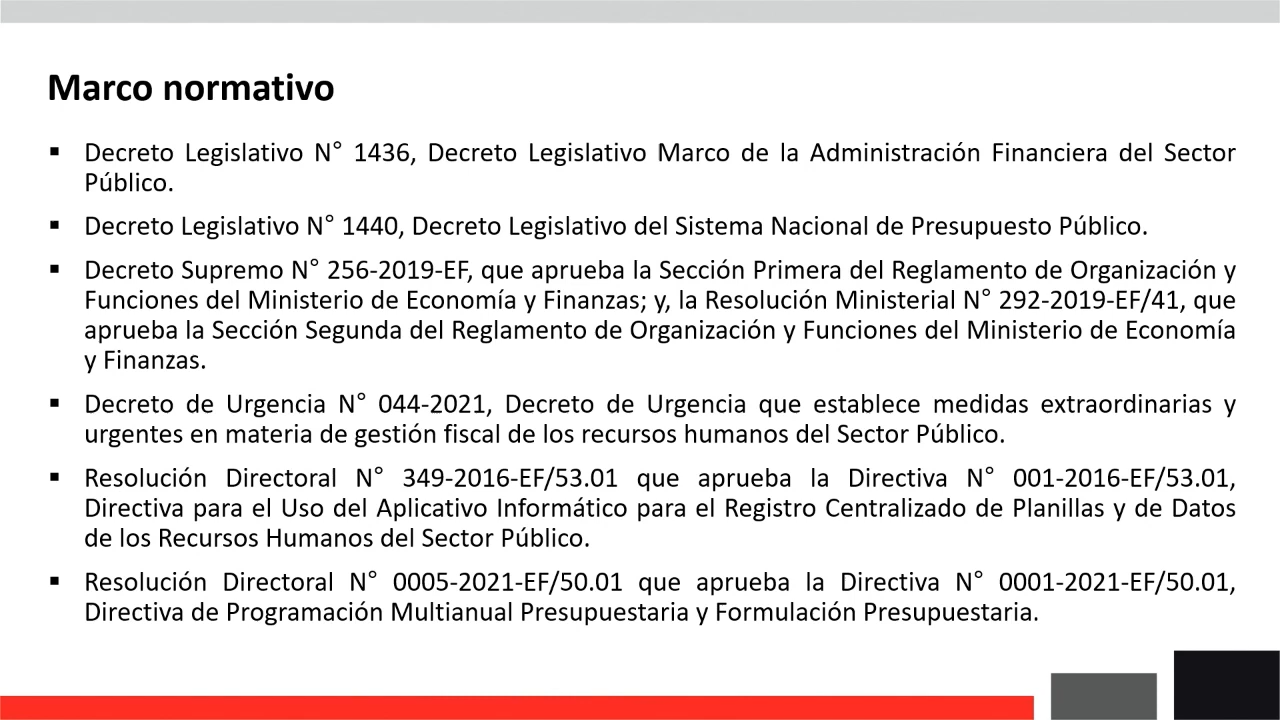 Marco normativo
▪ Decreto Legislativo N° 1436, Decreto Legislativo Marco de la Administración Financiera del Sector
Público.
▪ Decreto Legislativo N° 1440, Decreto Legislativo del Sistema Nacional de Presupuesto Público.
▪ Decreto Supremo N° 256-2019-EF, que aprueba la Sección Primera del Reglamento de Organización y
Funciones del Ministerio de Economía y Finanzas; y, la Resolución Ministerial N° 292-2019-EF/41, que
aprueba la Sección Segunda del Reglamento de Organización y Funciones del Ministerio de Economía
y Finanzas.
▪ Decreto de Urgencia N° 044-2021, Decreto de Urgencia que establece medidas extraordinarias y
urgentes en materia de gestión fiscal de los recursos humanos del Sector Público.
▪ Resolución Directoral N° 349-2016-EF/53.01 que aprueba la Directiva N° 001-2016-EF/53.01,
Directiva para el Uso del Aplicativo Informático para el Registro Centralizado de Planillas y de Datos
de los Recursos Humanos del Sector Público.
▪ Resolución Directoral N° 0005-2021-EF/50.01 que aprueba la Directiva N° 0001-2021-EF/50.01,
Directiva de Programación Multianual Presupuestaria y Formulación Presupuestaria.